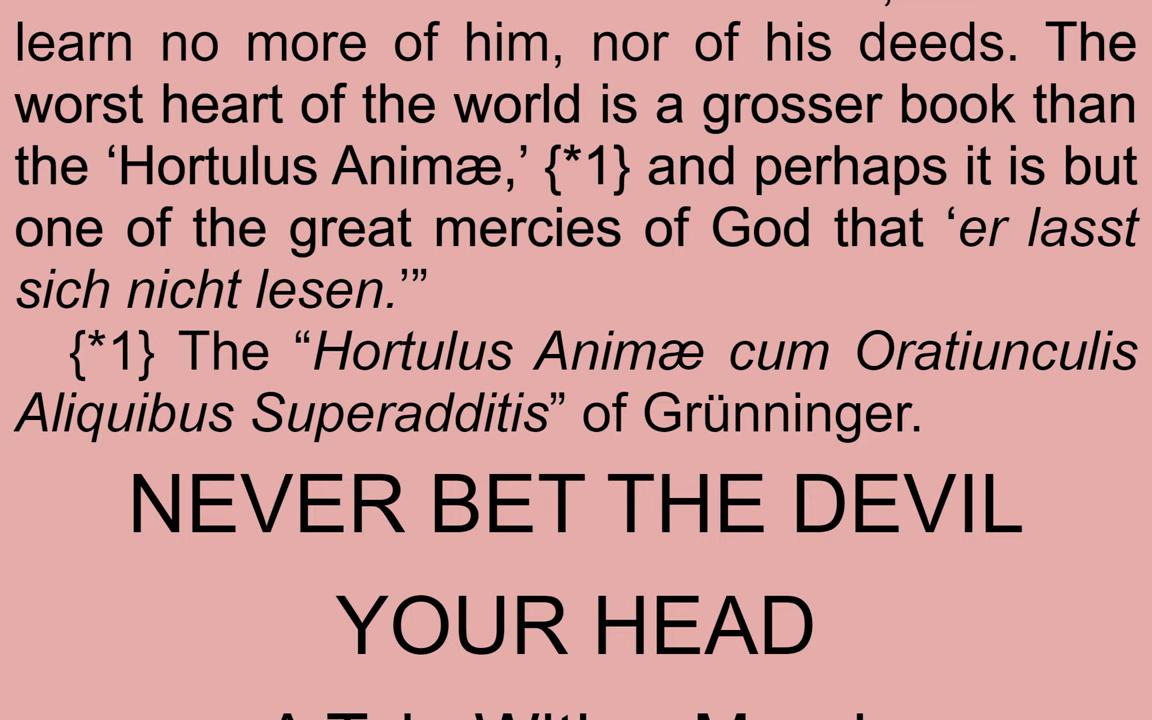 learn no more of him, nor of his deeds. The
worst heart of the world is a grosser book than
the ‘Hortulus Animæ,’ {*1} and perhaps it is but
one of the great mercies of God that ‘er lasst
sich nicht lesen.’”
{*1} The “Hortulus Animæ cum Oratiunculis
Aliquibus Superadditis” of Grünninger.
NEVER BET THE DEVIL
YOUR HEAD